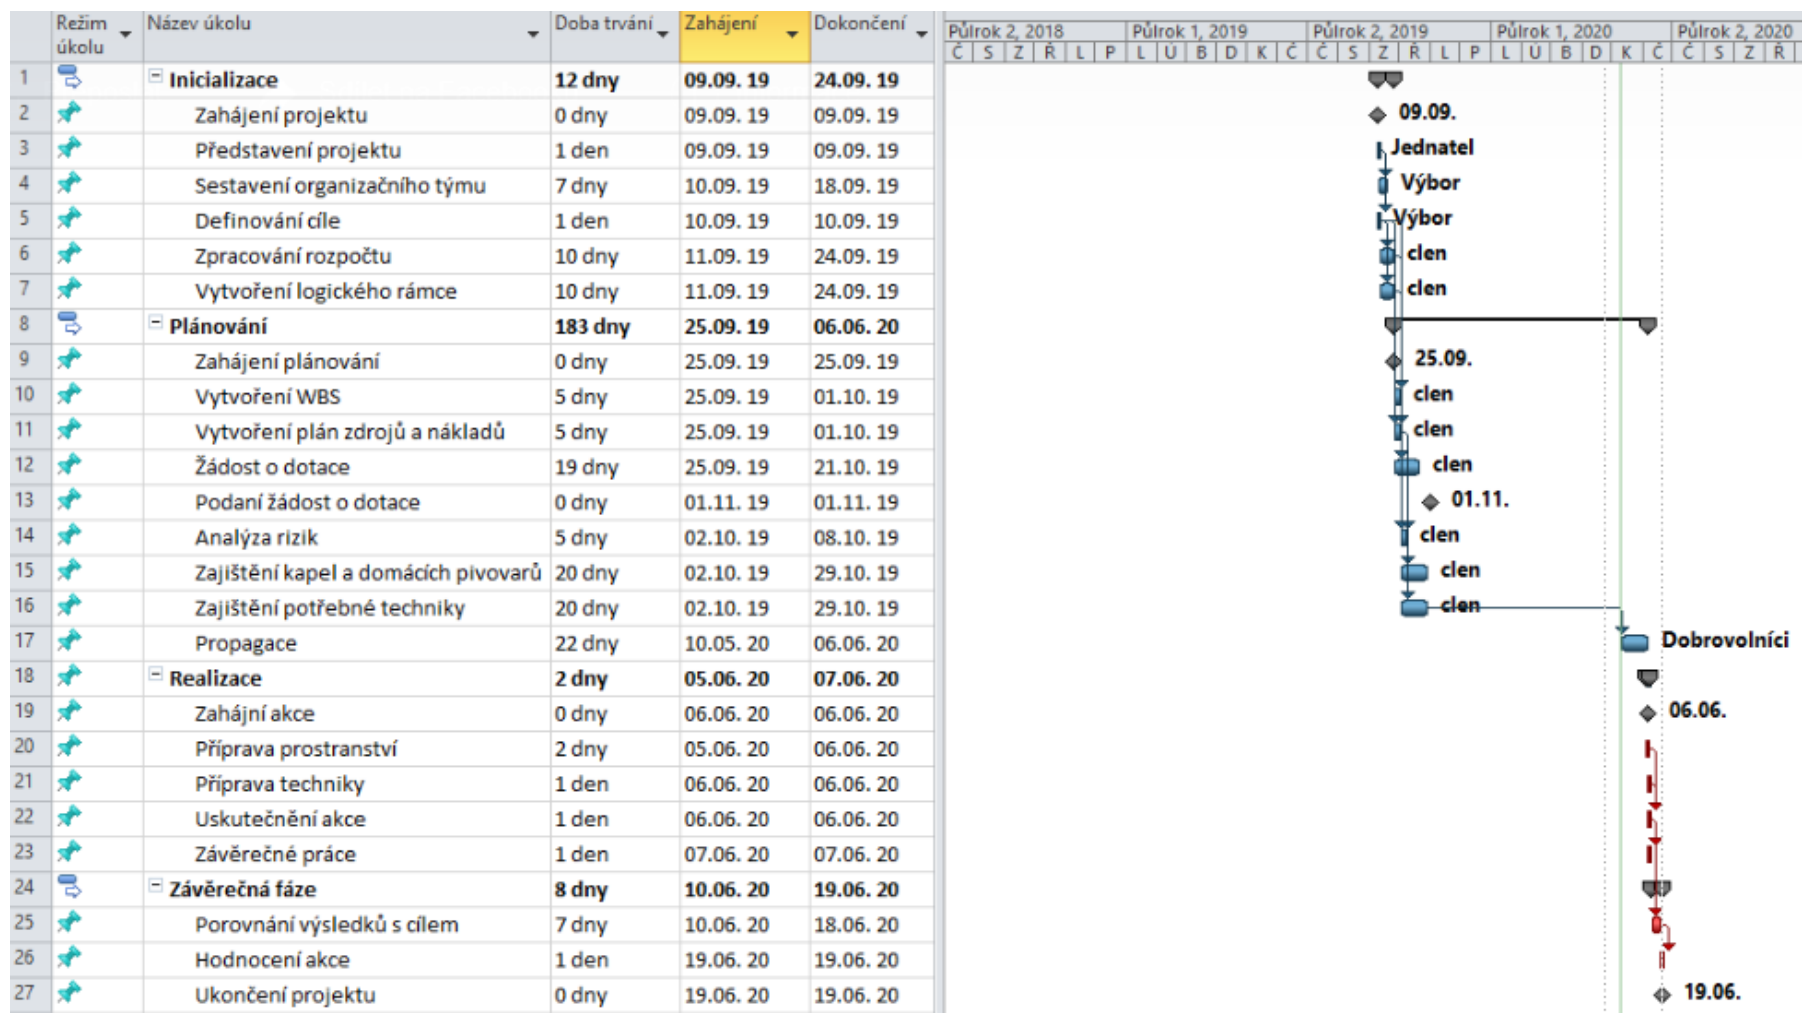 Režim úkolu Název úkolu Doba trvání Zahájení Dokončení
Půlrok 2, 2018 Půlrok 1, 2019 Půlrok 2, 2019 Půlrok 1, 2020 Půlrok 2, 2020
Č S Z Ř L P L Ú B D K Č Č S Z Ř L P L Ú B D K Č Č S Z Ř
1 Inicializace 12 dny 09.09. 19 24.09. 19
2 Zahájení projektu 0 dny 09.09. 19 09.09. 19 09.09.
3 Představení projektu 1 den 09.09. 19 09.09. 19 Jednatel
4 Sestavení organizačního týmu 7 dny 10.09. 19 18.09. 19 Výbor
5 Definování cíle 1 den 10.09. 19 10.09. 19 Výbor
6 Zpracování rozpočtu 10 dny 11.09. 19 24.09. 19 clen
7 Vytvoření logického rámce 10 dny 11.09. 19 24.09. 19 clen
8 Plánování 183 dny 25.09. 19 06.06. 20
9 Zahájení plánování 0 dny 25.09. 19 25.09. 19 25.09.
10 Vytvoření WBS 5 dny 25.09. 19 01.10. 19 clen
11 Vytvoření plán zdrojů a nákladů 5 dny 25.09. 19 01.10. 19 clen
12 Žádost o dotace 19 dny 25.09. 19 21.10. 19 clen
13 Podaní žádost o dotace 0 dny 01.11. 19 01.11. 19 01.11.
14 Analýza rizik 5 dny 02.10. 19 08.10. 19 clen
15 Zajištění kapel a domácích pivovarů 20 dny 02.10. 19 29.10. 19 clen
16 Zajištění potřebné techniky 20 dny 02.10. 19 29.10. 19 clen
17 Propagace 22 dny 10.05. 20 06.06. 20 Dobrovolníci
18 Realizace 2 dny 05.06. 20 07.06. 20
19 Zahájní akce 0 dny 06.06. 20 06.06. 20 06.06.
20 Příprava prostranství 2 dny 05.06. 20 06.06. 20
21 Příprava techniky 1 den 06.06. 20 06.06. 20
22 Uskutečnění akce 1 den 06.06. 20 06.06. 20
23 Závěrečné práce 1 den 07.06. 20 07.06. 20
24 Závěrečná fáze 8 dny 10.06. 20 19.06. 20
25 Porovnání výsledků s cílem 7 dny 10.06. 20 18.06. 20
26 Hodnocení akce 1 den 19.06. 20 19.06. 20
27 Ukončení projektu 0 dny 19.06. 20 19.06. 20 19.06.